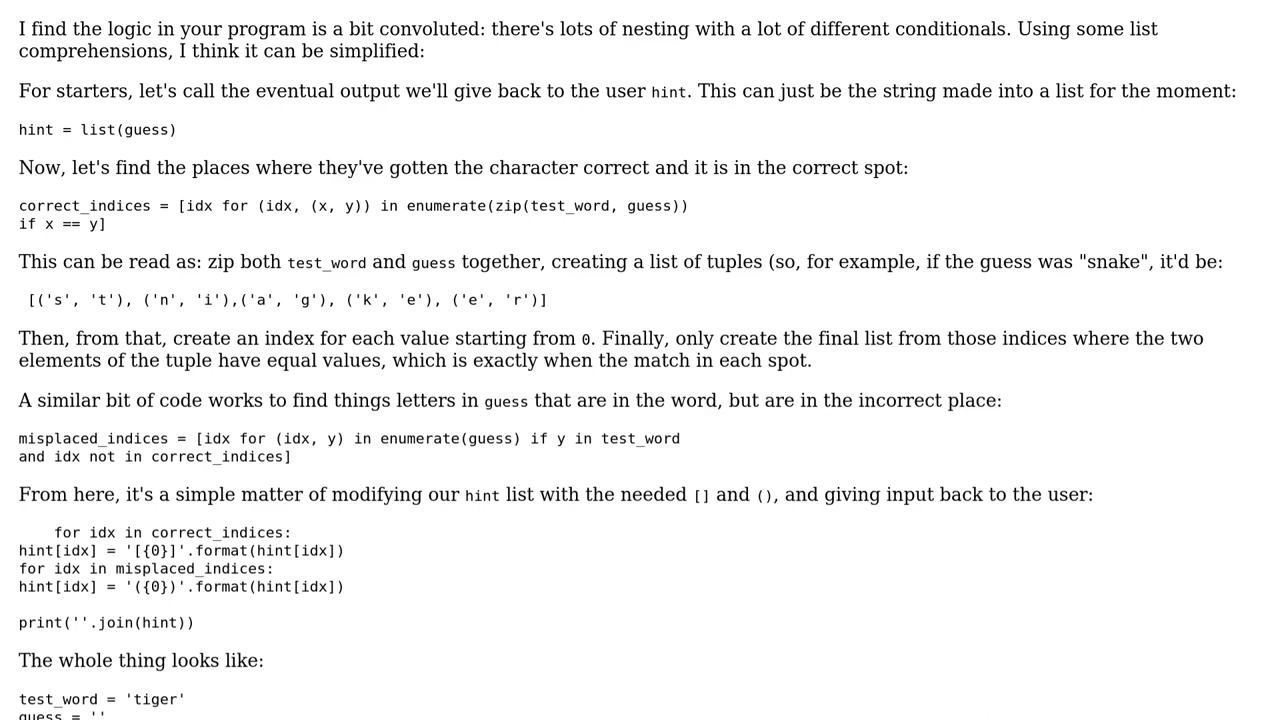 I find the logic in your program is a bit convoluted: there's lots of nesting with a lot of different conditionals. Using some list
comprehensions, I think it can be simplified:
For starters, let's call the eventual output we'll give back to the user hint. This can just be the string made into a list for the moment:
hint = list(guess)
Now, let's find the places where they've gotten the character correct and it is in the correct spot:
correct_indices = [idx for (idx, (x, y)) in enumerate(zip(test_word, guess))
if x == y]
This can be read as: zip both test_word and guess together, creating a list of tuples (so, for example, if the guess was "snake", it'd be:
[('s', 't'), ('n', 'i'),('a', 'g'), ('k', 'e'), ('e', 'r')]
Then, from that, create an index for each value starting from 0. Finally, only create the final list from those indices where the two
elements of the tuple have equal values, which is exactly when the match in each spot.
A similar bit of code works to find things letters in guess that are in the word, but are in the incorrect place:
misplaced_indices = [idx for (idx, y) in enumerate(guess) if y in test_word
and idx not in correct_indices]
From here, it's a simple matter of modifying our hint list with the needed [] and (), and giving input back to the user:
    for idx in correct_indices:
hint[idx] = '[{0}]'.format(hint[idx])
for idx in misplaced_indices:
hint[idx] = '({0})'.format(hint[idx])
print(''.join(hint))
The whole thing looks like:
test_word = 'tiger'
guess = ''